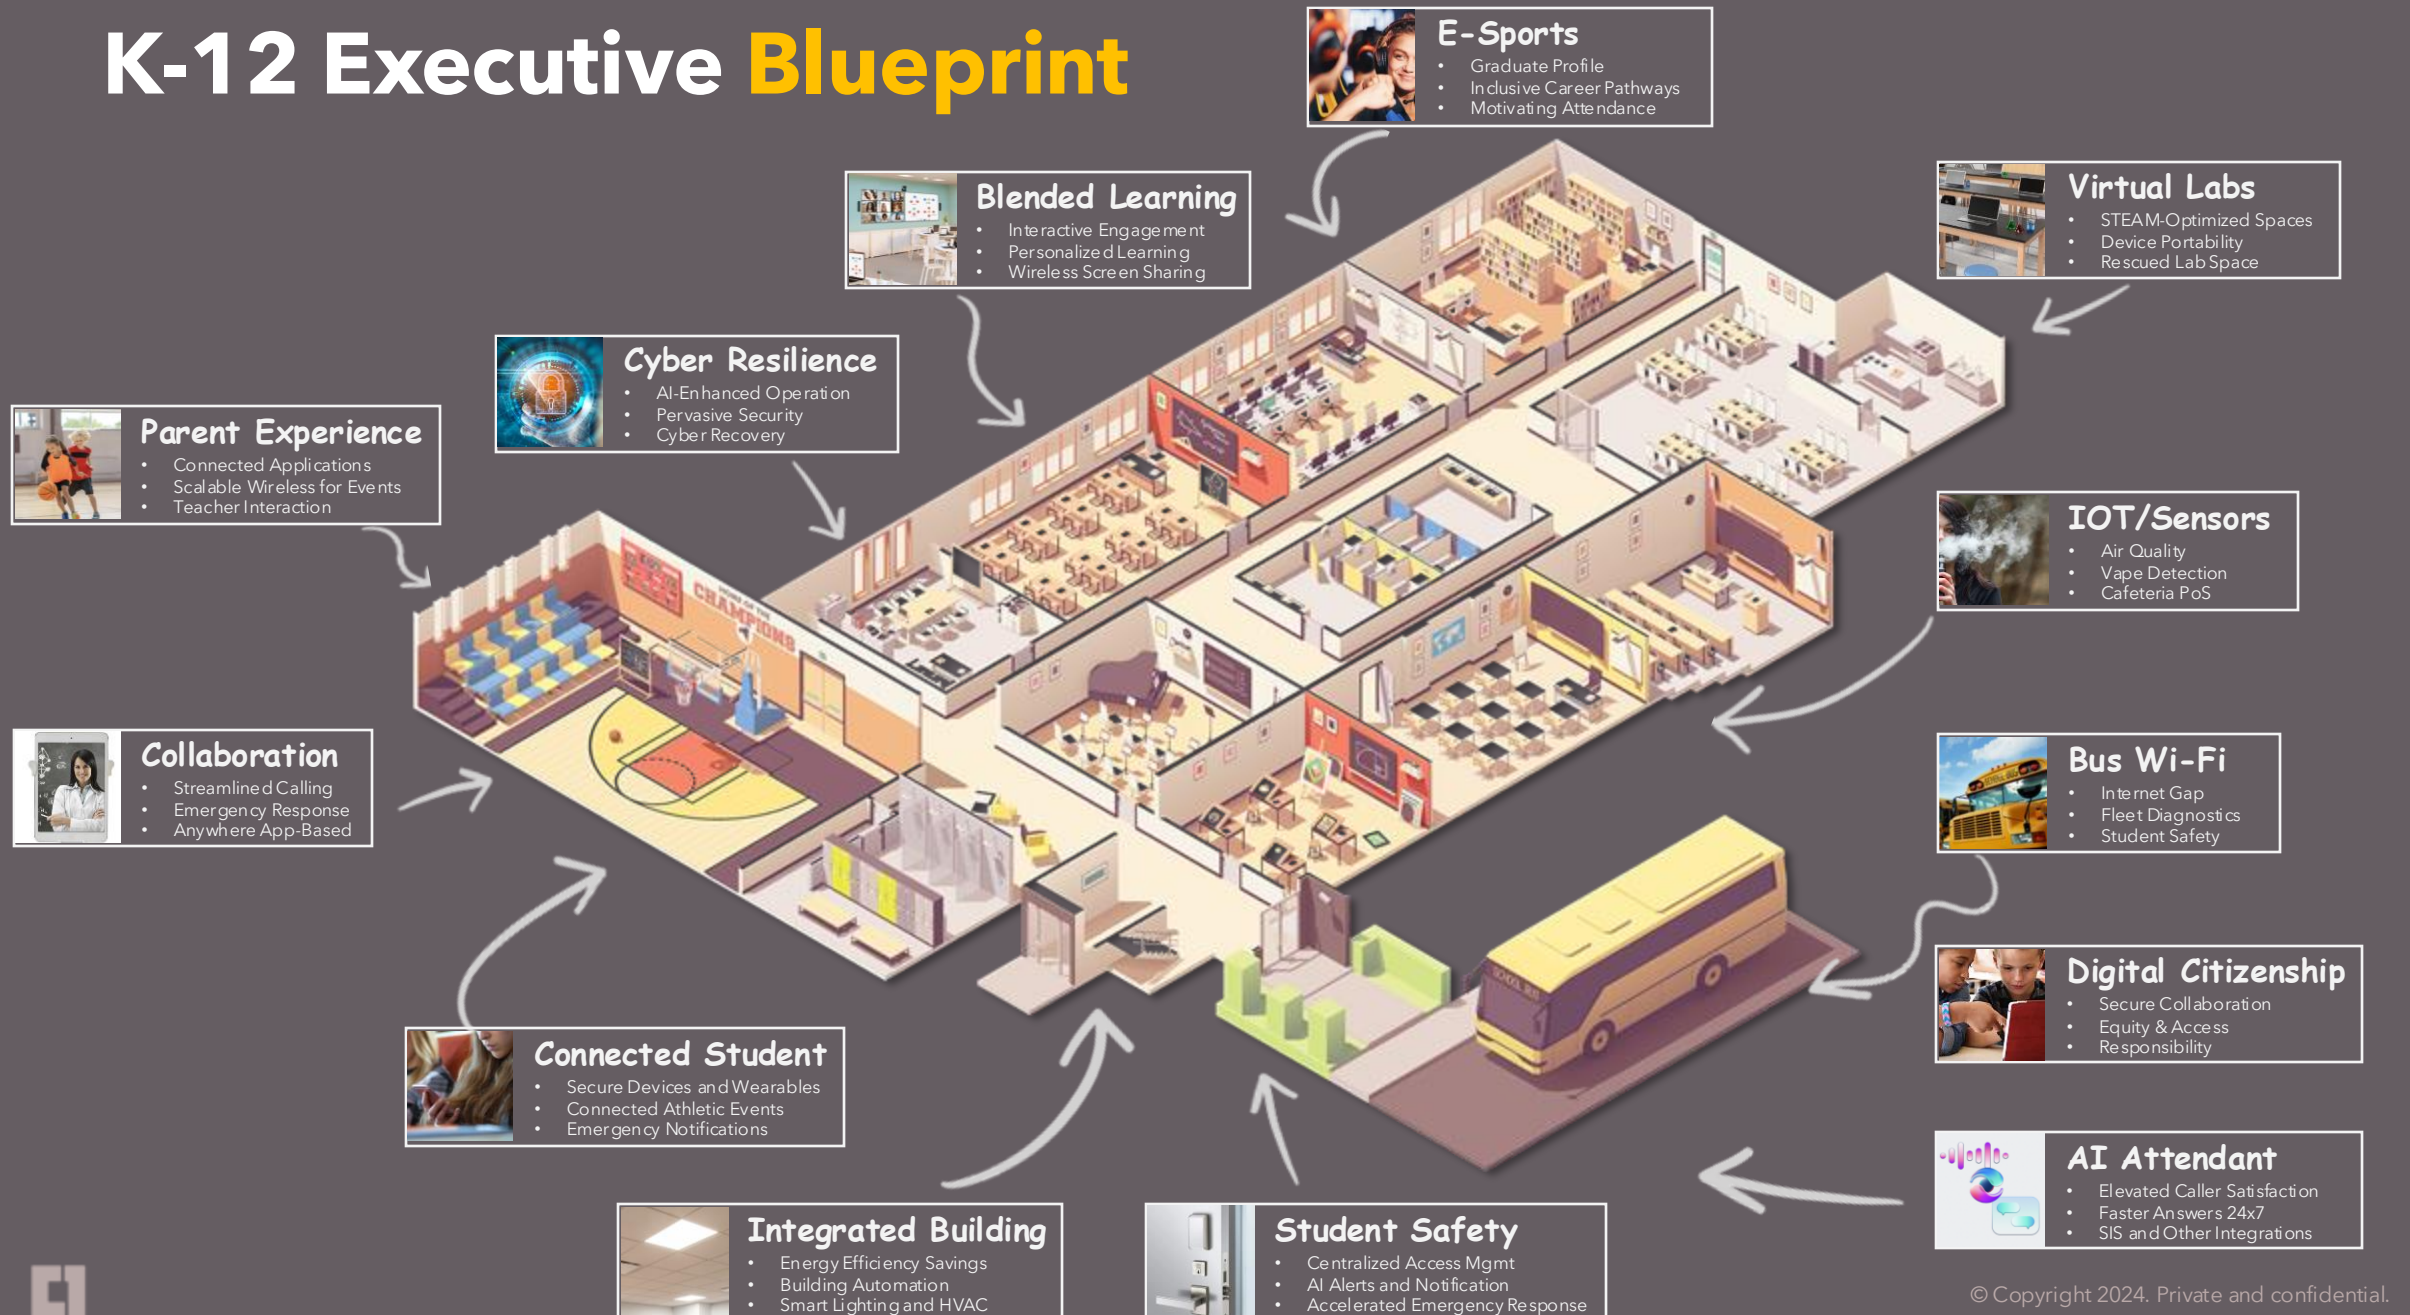 K-12 Executive Blueprint
E-Sports
• Graduate Profile
• Inclusive Career Pathways
• Motivating Attendance
Blended Learning
• Interactive Engagement
• Personalized Learning
• Wireless Screen Sharing
Virtual Labs
• STEAM-Optimized Spaces
• Device Portability
• Rescued Lab Space
Cyber Resilience
• AI-Enhanced Operation
• Pervasive Security
• Cyber Recovery
Parent Experience
• Connected Applications
• Scalable Wireless for Events
• Teacher Interaction
IOT/Sensors
• Air Quality
• Vape Detection
• Cafeteria PoS
HOME OF THE
CHAMPIONS
Collaboration
• Streamlined Calling
• Emergency Response
• Anywhere App-Based
Bus Wi-Fi
• Internet Gap
• Fleet Diagnostics
• Student Safety
SCHOOL BUS
Digital Citizenship
• Secure Collaboration
• Equity & Access
• Responsibility
Connected Student
• Secure Devices and Wearables
• Connected Athletic Events
• Emergency Notifications
AI Attendant
• Elevated Caller Satisfaction
• Faster Answers 24x7
• SIS and Other Integrations
Integrated Building
• Energy Efficiency Savings
• Building Automation
• Smart Lighting and HVAC
Student Safety
• Centralized Access Mgmt
• AI Alerts and Notification
• Accelerated Emergency Response
© Copyright 2024. Private and confidential.